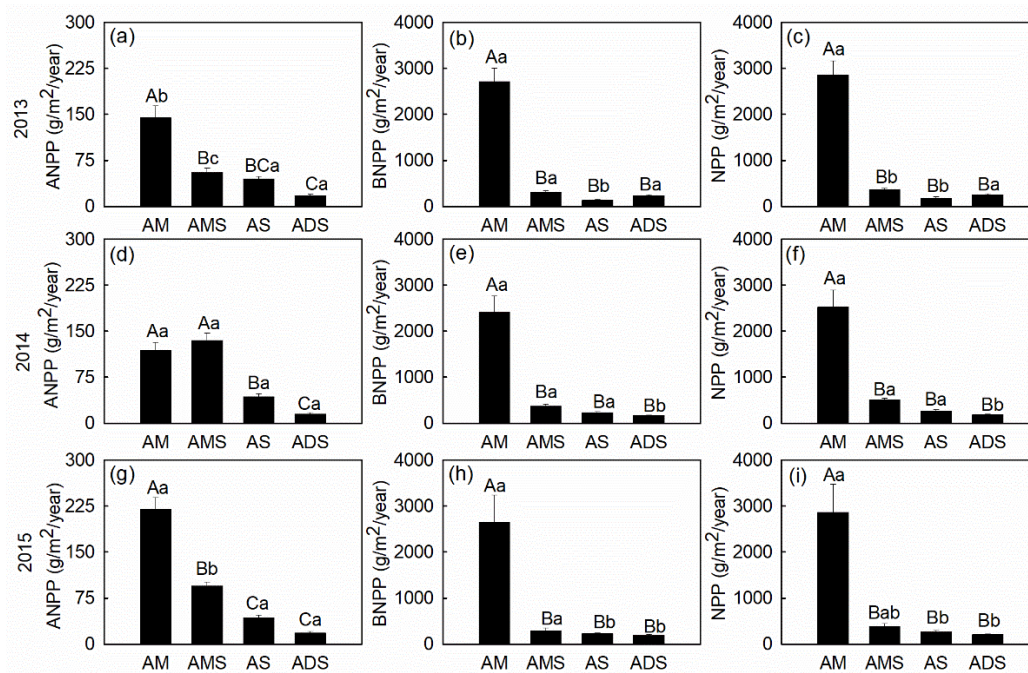 2013
(a)
ANPP (g/m²/year)
300
225
150
75
0
Ab
Bc
BCa
Ca
AM AMS AS ADS
(b)
BNPP (g/m²/year)
4000
3000
2000
1000
0
Aa
Ba
Bb
Ba
AM AMS AS ADS
(c)
NPP (g/m²/year)
4000
3000
2000
1000
0
Aa
Bb
Bb
Ba
AM AMS AS ADS
2014
(d)
ANPP (g/m²/year)
300
225
150
75
0
Aa
Aa
Ba
Ca
AM AMS AS ADS
(e)
BNPP (g/m²/year)
4000
3000
2000
1000
0
Aa
Ba
Ba
Bb
AM AMS AS ADS
(f)
NPP (g/m²/year)
4000
3000
2000
1000
0
Aa
Ba
Ba
Bb
AM AMS AS ADS
2015
(g)
ANPP (g/m²/year)
300
225
150
75
0
Aa
Bb
Ca
Ca
AM AMS AS ADS
(h)
BNPP (g/m²/year)
4000
3000
2000
1000
0
Aa
Ba
Bb
Bb
AM AMS AS ADS
(i)
NPP (g/m²/year)
4000
3000
2000
1000
0
Aa
Bab
Bb
Bb
AM AMS AS ADS